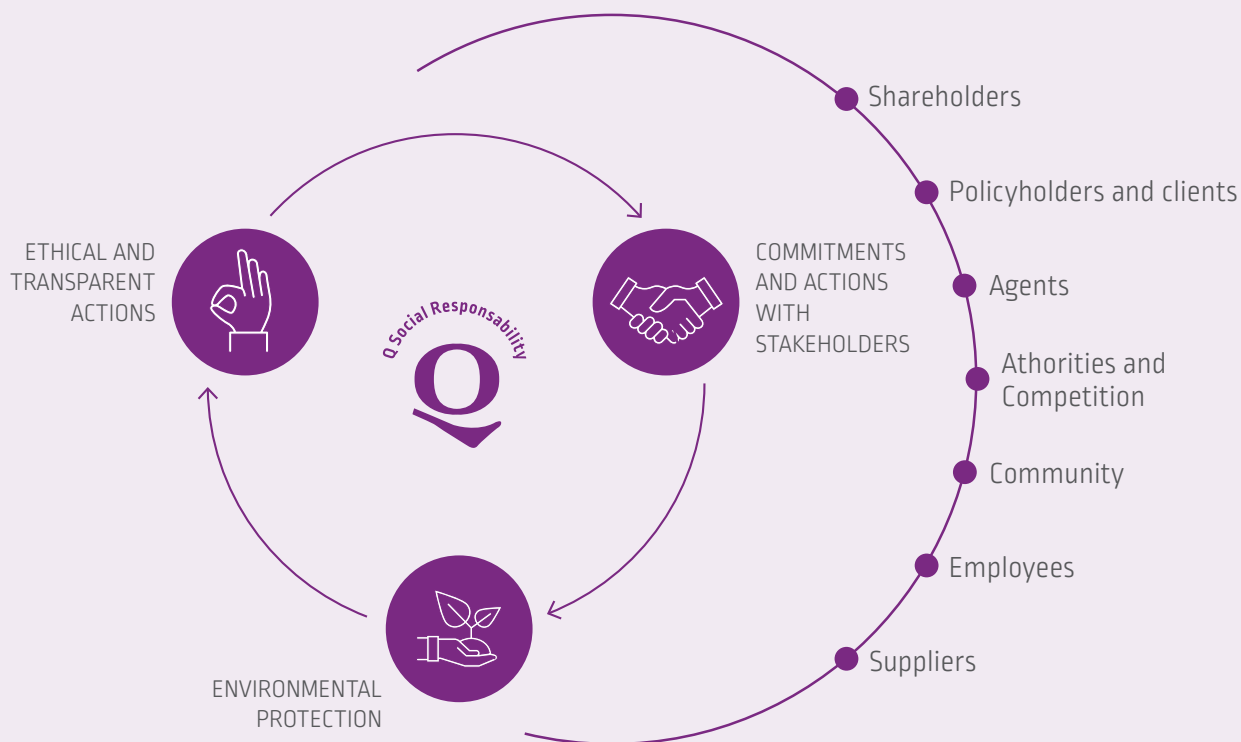 ETHICAL AND
TRANSPARENT
ACTIONS
Q Social Responsability
Q
COMMITMENTS
AND ACTIONS
WITH
STAKEHOLDERS
ENVIRONMENTAL
PROTECTION
Shareholders
Policyholders and clients
Agents
Athorities and
Competition
Community
Employees
Suppliers